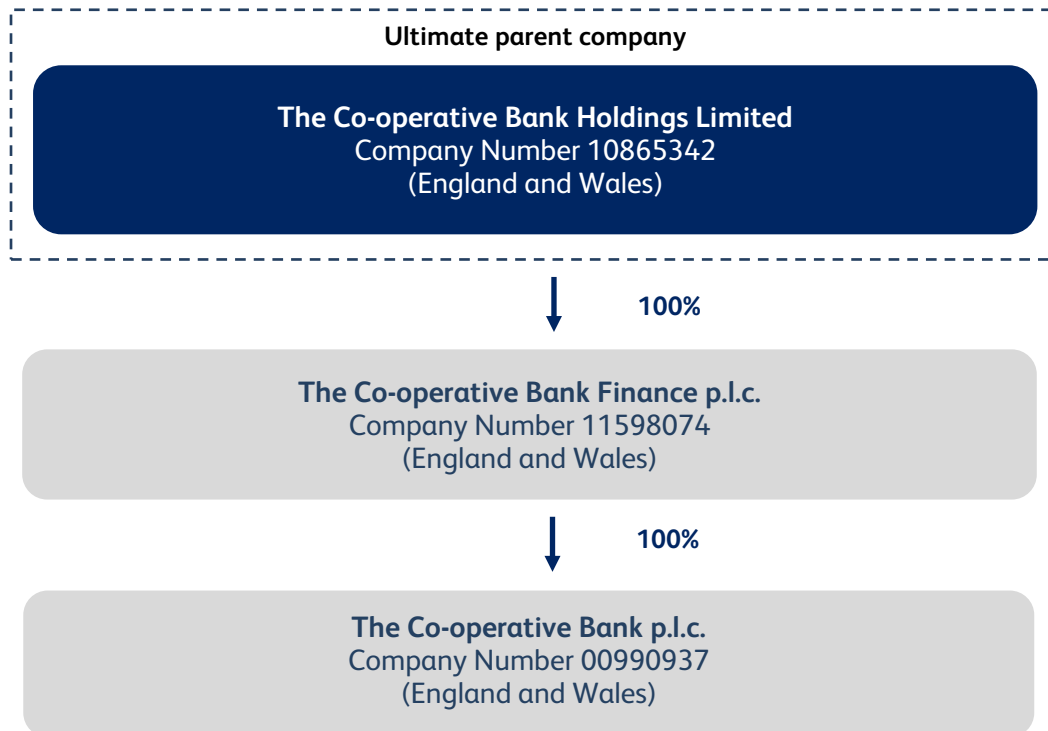 Ultimate parent company
The Co-operative Bank Holdings Limited
Company Number 10865342
(England and Wales)
100%
The Co-operative Bank Finance p.l.c.
Company Number 11598074
(England and Wales)
100%
The Co-operative Bank p.l.c.
Company Number 00990937
(England and Wales)